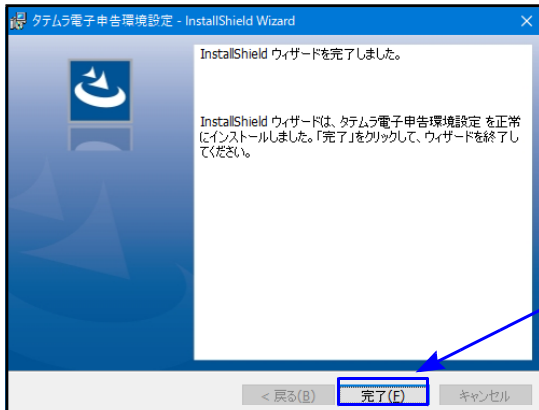 タテムラ電子申告環境設定 - InstallShield Wizard
InstallShield ウィザードを完了しました。
InstallShield ウィザードは、タテムラ電子申告環境設定 を正常
にインストールしました。「完了」をクリックして、ウィザードを終了し
てください。
< 戻る(B) 完了(F) キャンセル